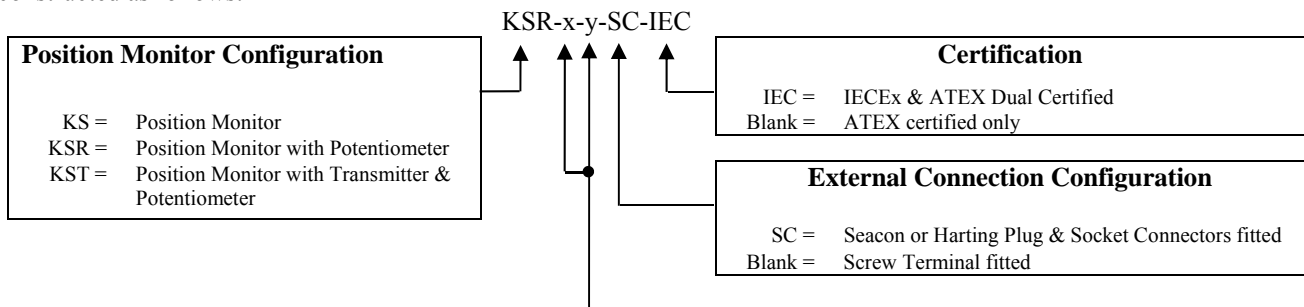 constructed as follows:
KSR-x-y-SC-IEC
Position Monitor Configuration
KS = Position Monitor
KSR = Position Monitor with Potentiometer
KST = Position Monitor with Transmitter &
Potentiometer
Certification
IEC = IECEx & ATEX Dual Certified
Blank = ATEX certified only
External Connection Configuration
SC = Seacon or Harting Plug & Socket Connectors fitted
Blank = Screw Terminal fitted